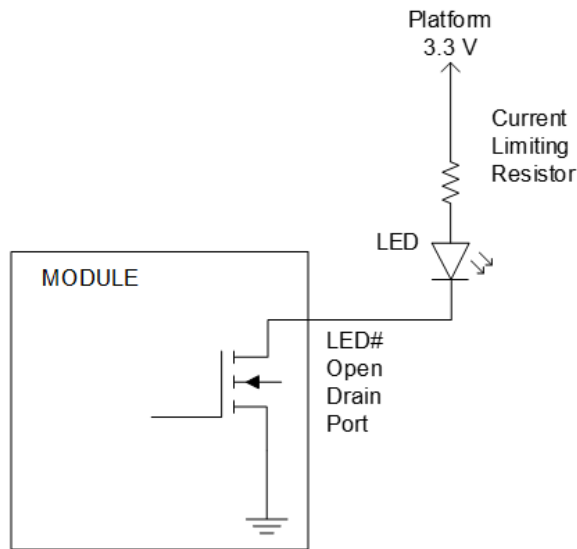 Platform
3.3 V
Current
Limiting
Resistor
LED
MODULE
LED#
Open
Drain
Port